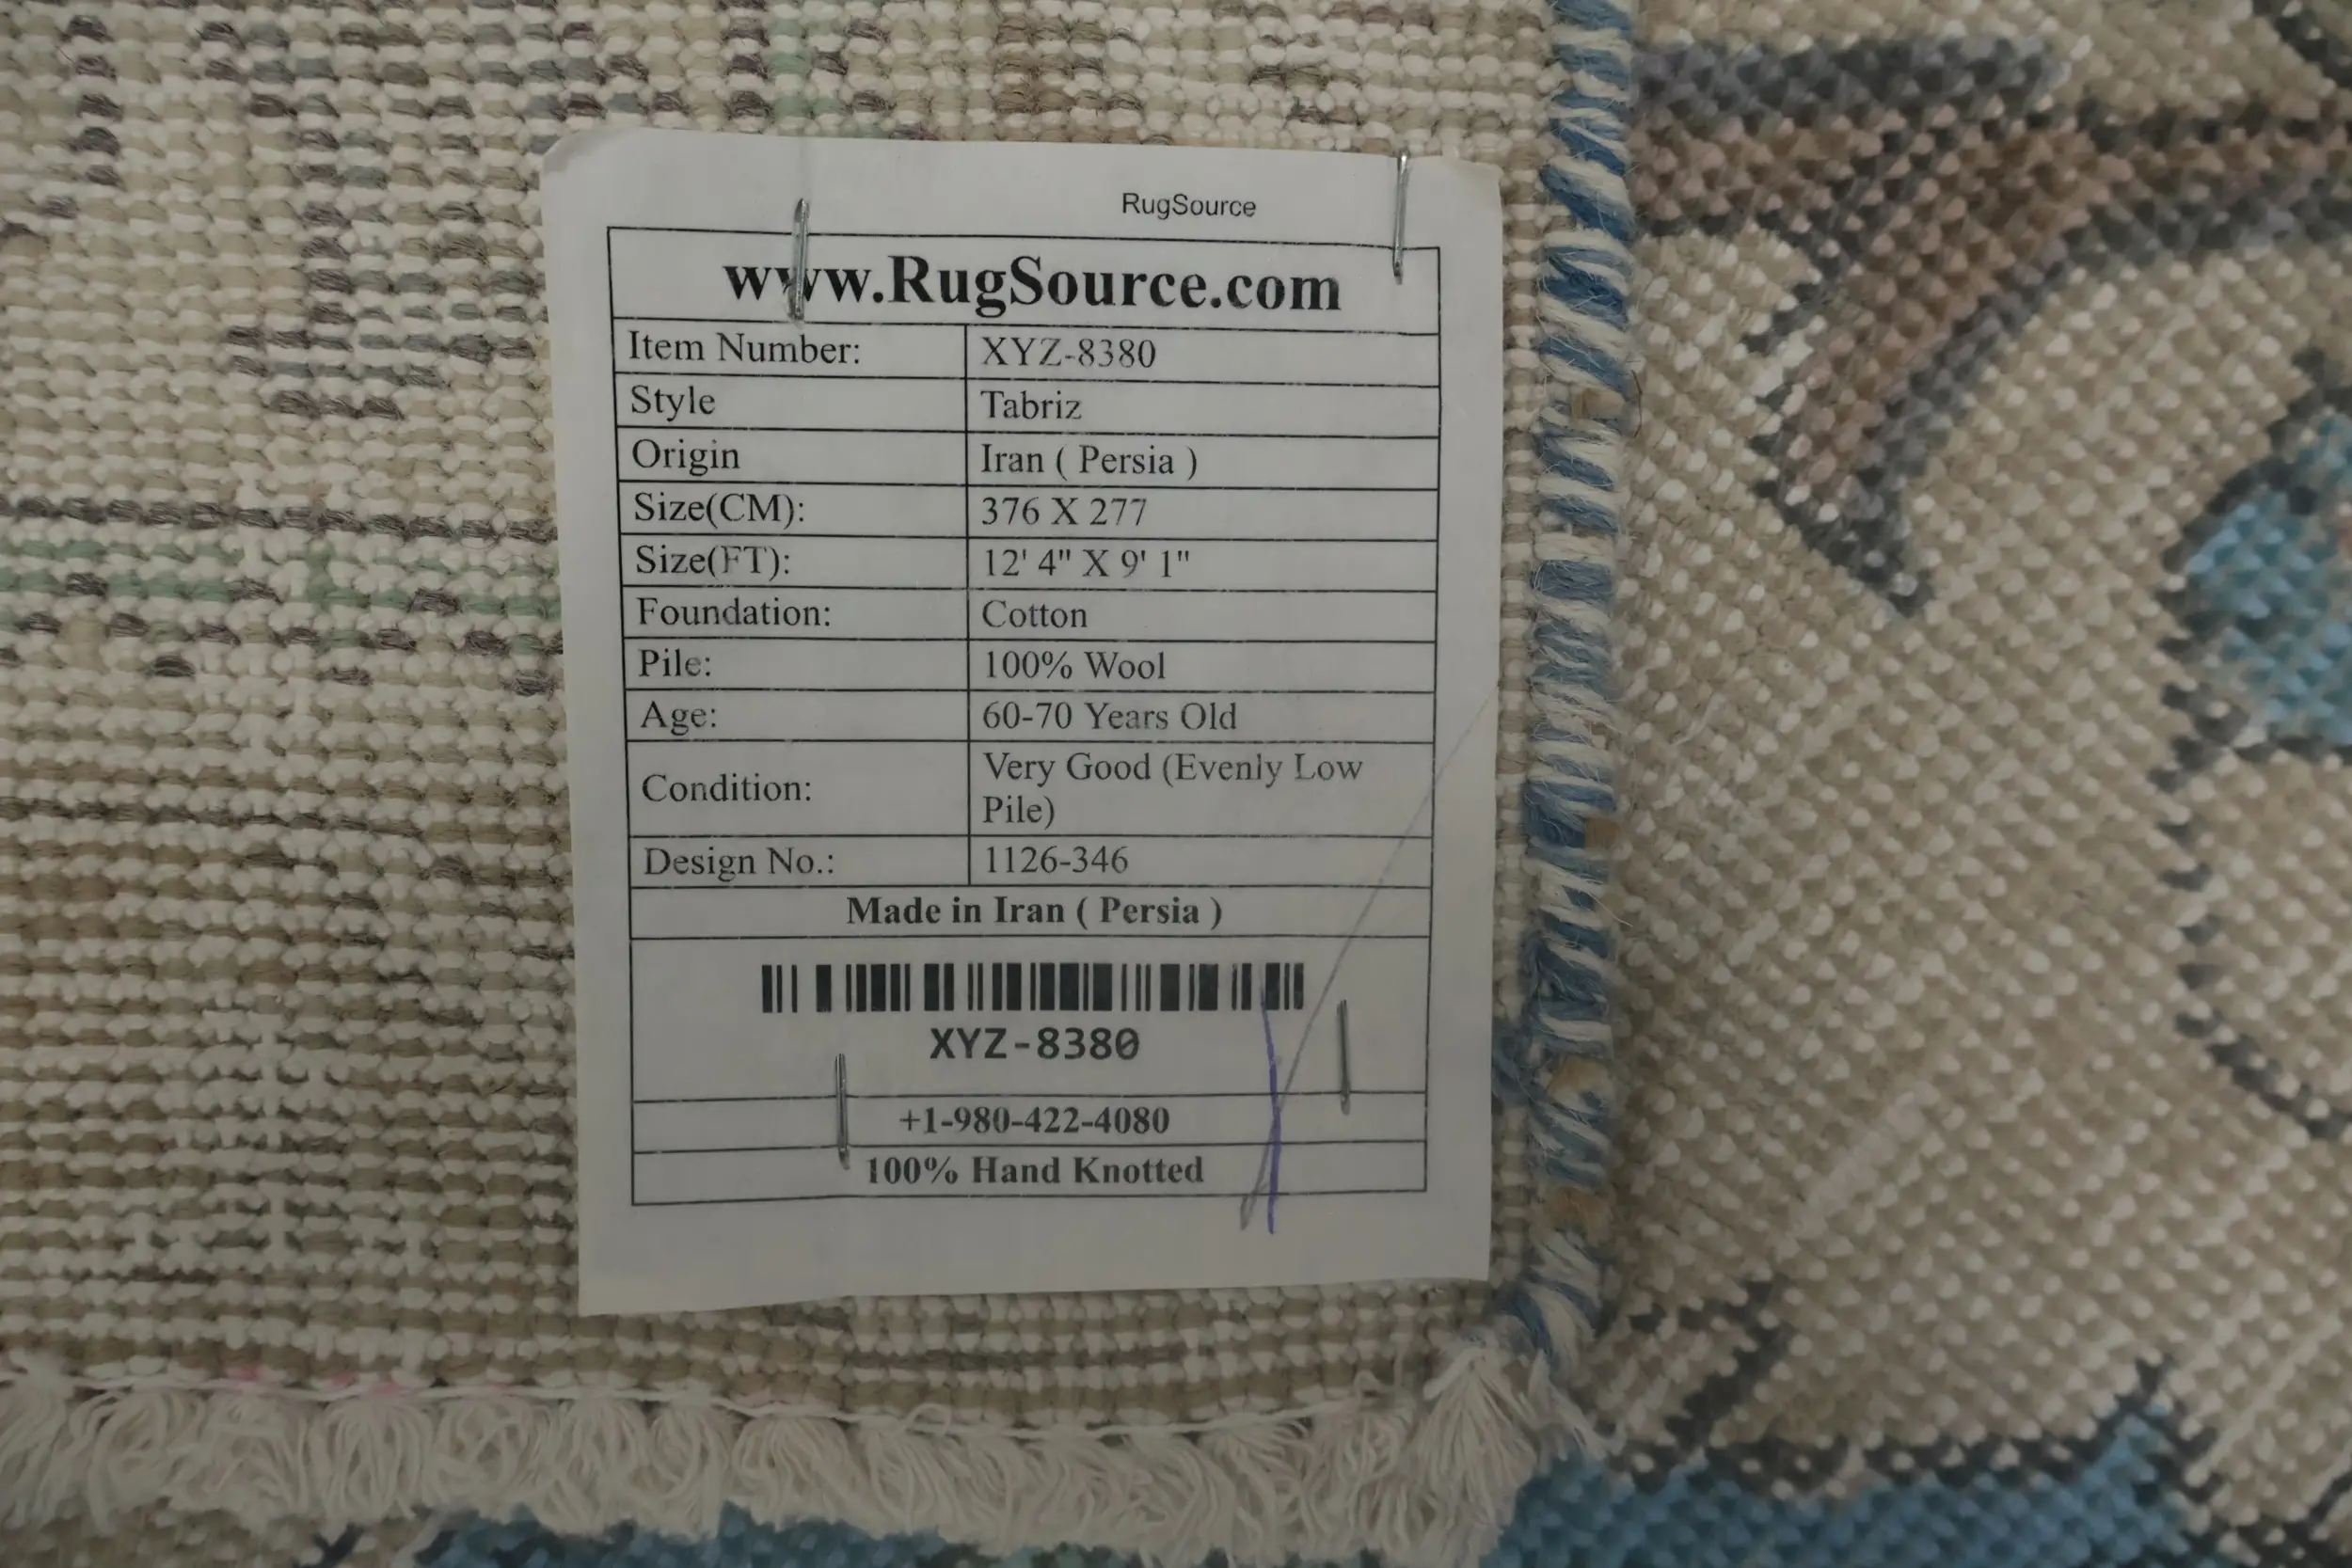 RugSource
www.RugSource.com
Item Number: XYZ-8380
Style Tabriz
Origin Iran ( Persia )
Size(CM): 376 X 277
Size(FT): 12' 4" X 9' 1"
Foundation: Cotton
Pile: 100% Wool
Age: 60-70 Years Old
Condition: Very Good (Evenly Low
Pile)
Design No.: 1126-346
Made in Iran ( Persia )
XYZ-8380
+1-980-422-4080
100% Hand Knotted